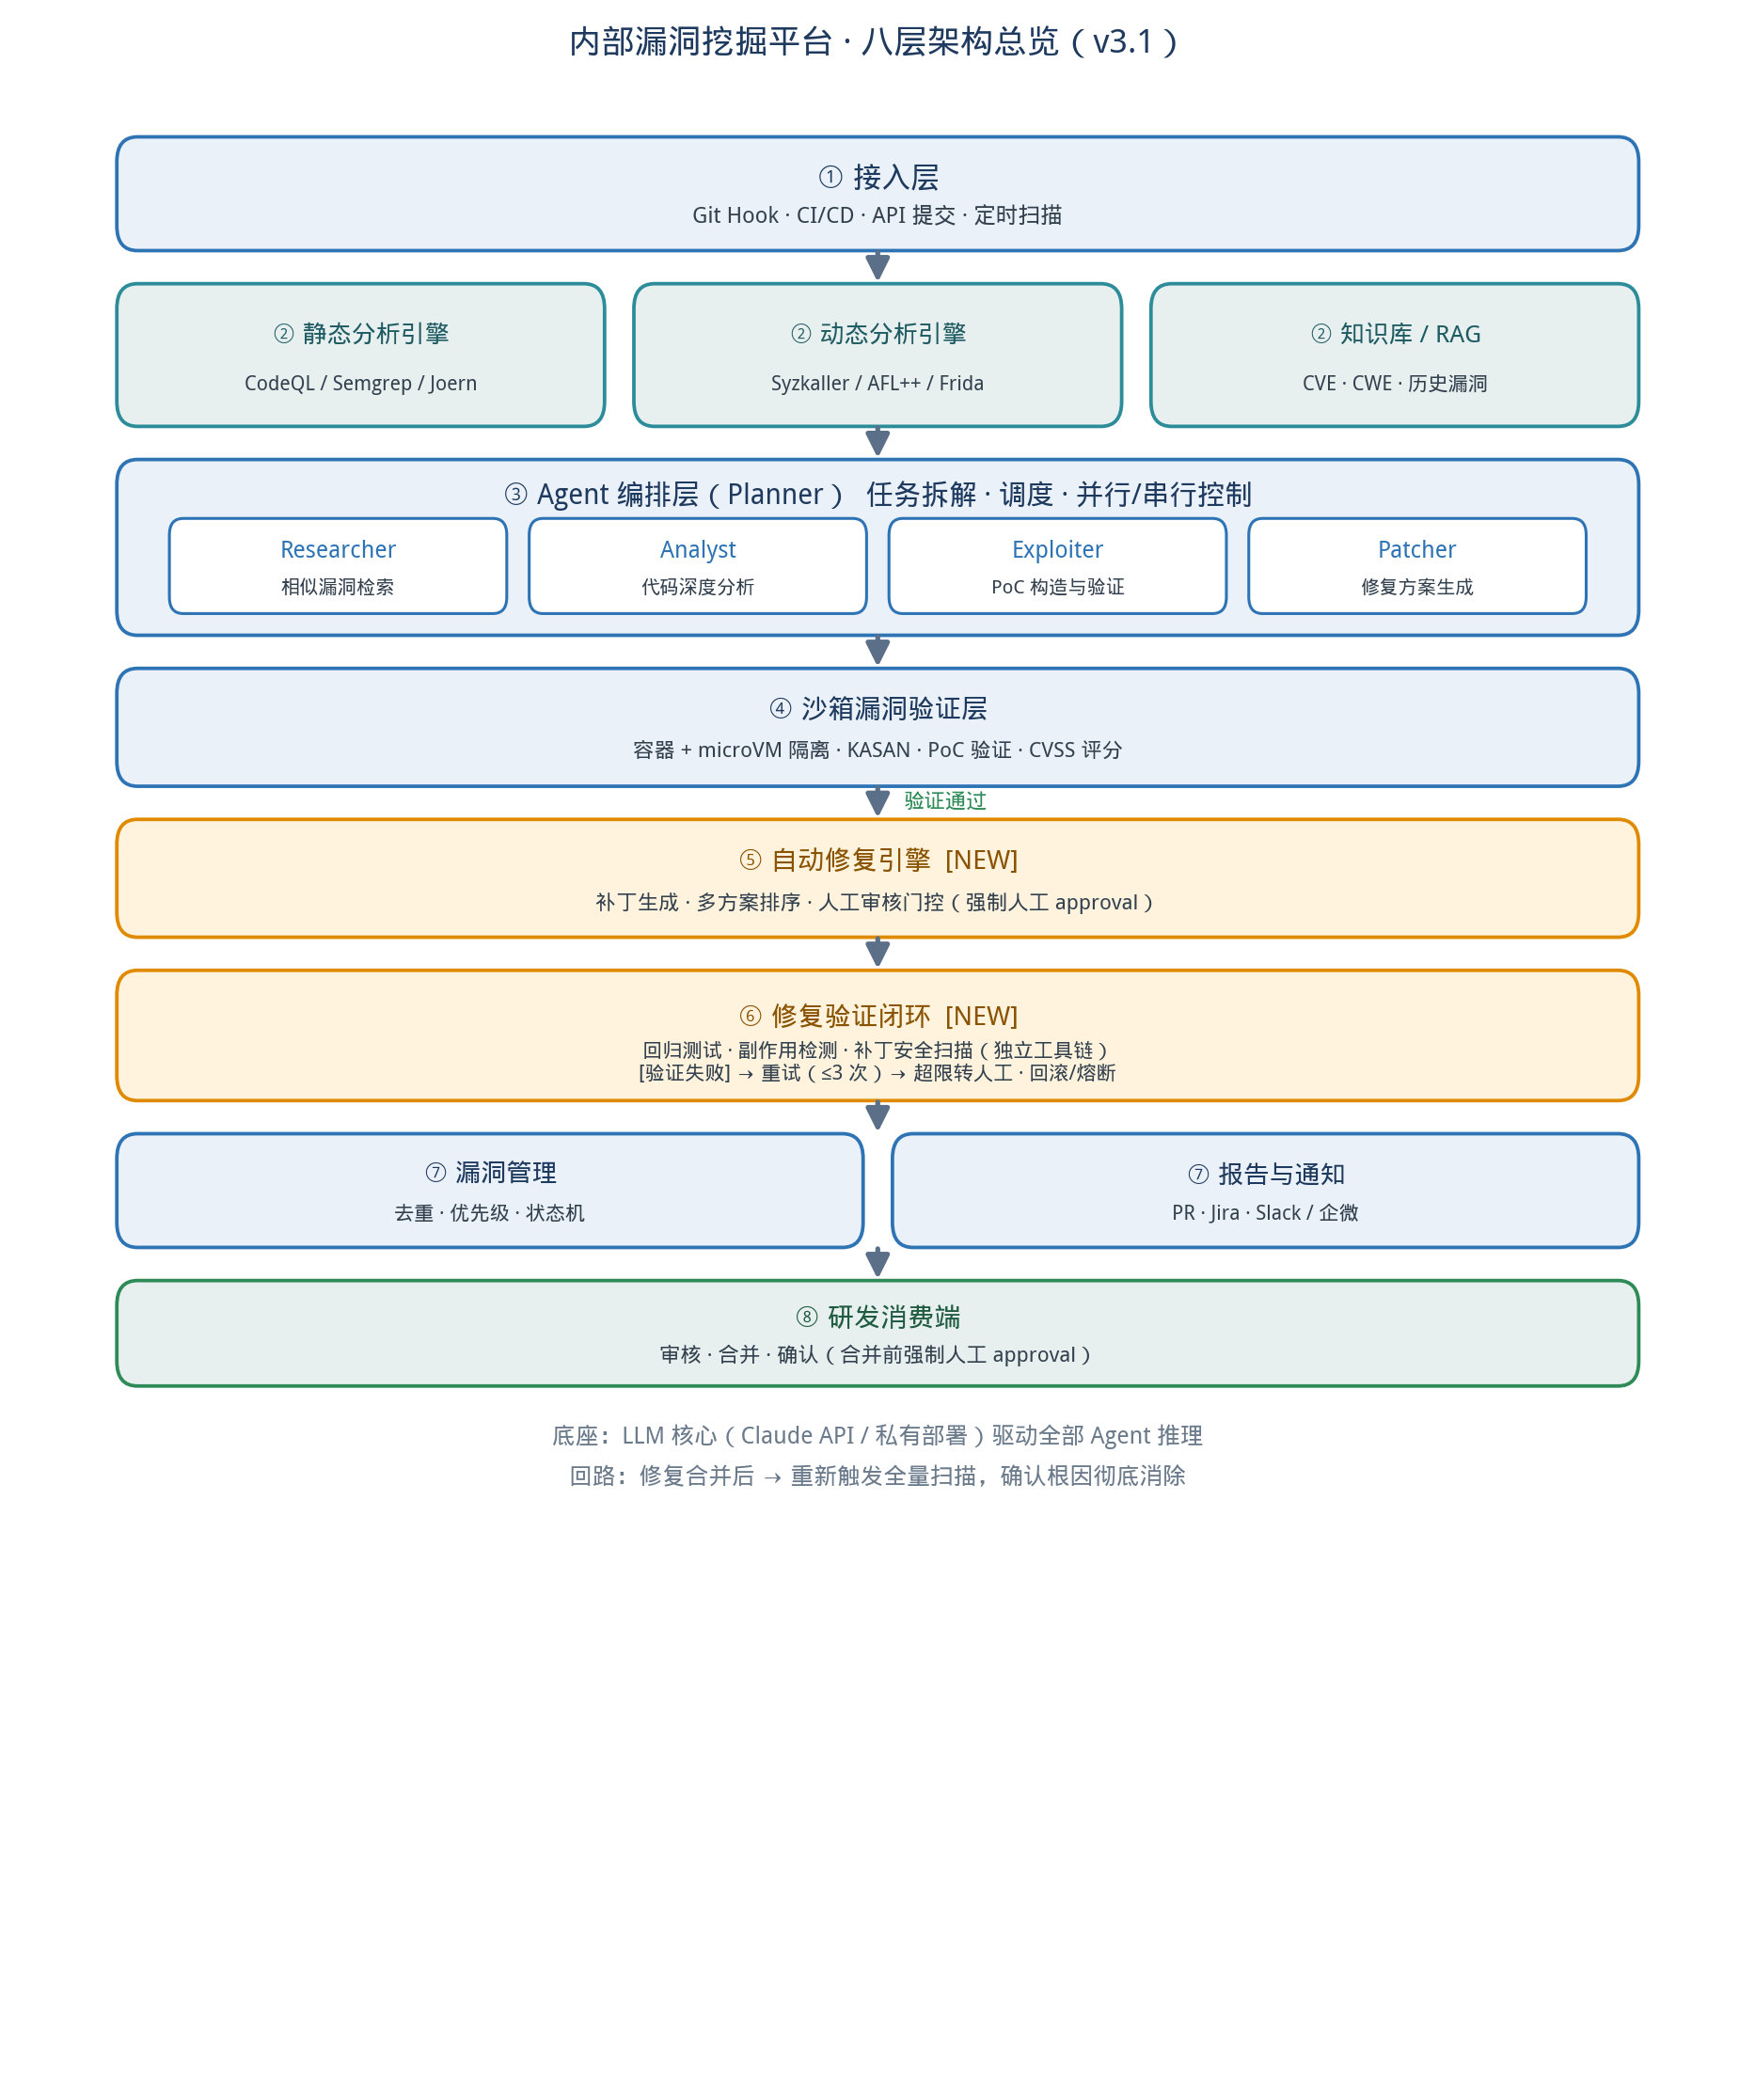 内部漏洞挖掘平台 · 八层架构总览（v3.1）
① 接入层
Git Hook · CI/CD · API 提交 · 定时扫描
② 静态分析引擎
CodeQL / Semgrep / Joern
② 动态分析引擎
Syzkaller / AFL++ / Frida
② 知识库 / RAG
CVE · CWE · 历史漏洞
③ Agent 编排层（Planner） 任务拆解 · 调度 · 并行/串行控制
Researcher
相似漏洞检索
Analyst
代码深度分析
Exploiter
PoC 构造与验证
Patcher
修复方案生成
④ 沙箱漏洞验证层
容器 + microVM 隔离 · KASAN · PoC 验证 · CVSS 评分
验证通过
⑤ 自动修复引擎 [NEW]
补丁生成 · 多方案排序 · 人工审核门控（强制人工 approval）
⑥ 修复验证闭环 [NEW]
回归测试 · 副作用检测 · 补丁安全扫描（独立工具链）
[验证失败] → 重试（≤3 次）→ 超限转人工 · 回滚/熔断
⑦ 漏洞管理
去重 · 优先级 · 状态机
⑦ 报告与通知
PR · Jira · Slack / 企微
⑧ 研发消费端
审核 · 合并 · 确认（合并前强制人工 approval）
底座：LLM 核心（Claude API / 私有部署）驱动全部 Agent 推理
回路：修复合并后 → 重新触发全量扫描，确认根因彻底消除